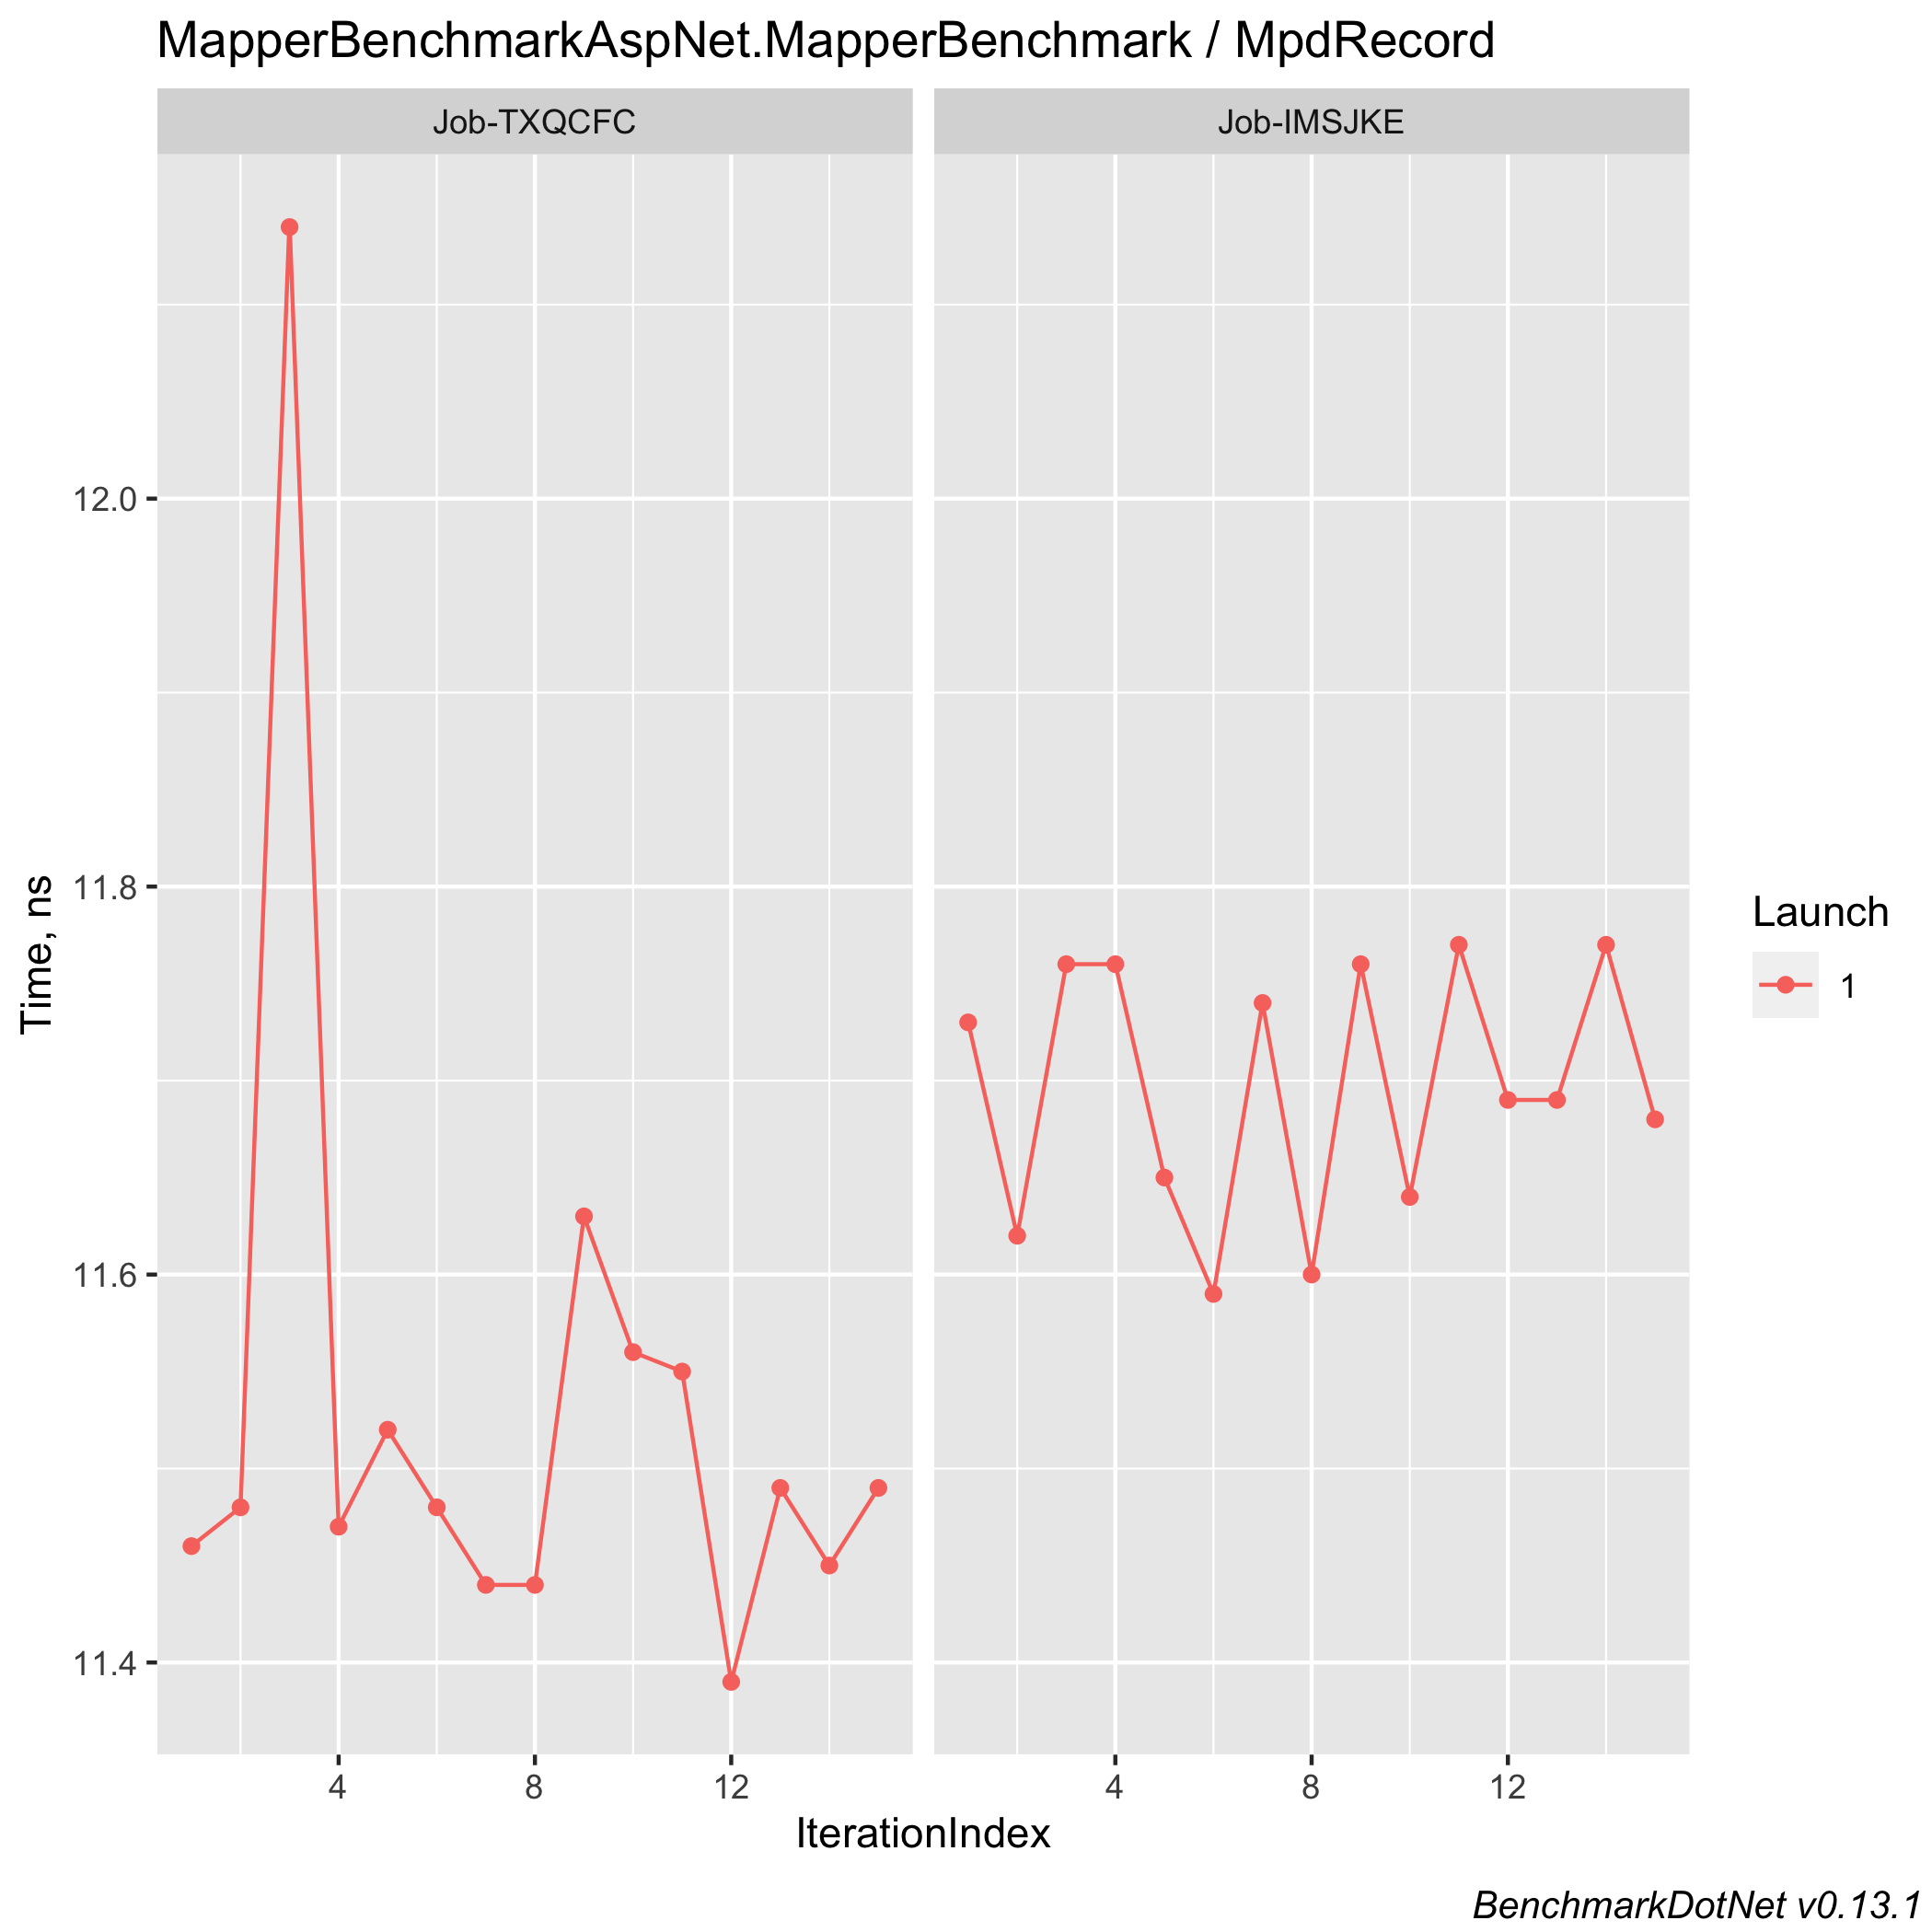 MapperBenchmarkAspNet.MapperBenchmark / MpdRecord
Job-TXQCFC
Job-IMSJKE
Time, ns
12.0
11.8
11.6
11.4
4
8
12
4
8
12
IterationIndex
Launch
1
BenchmarkDotNet v0.13.1